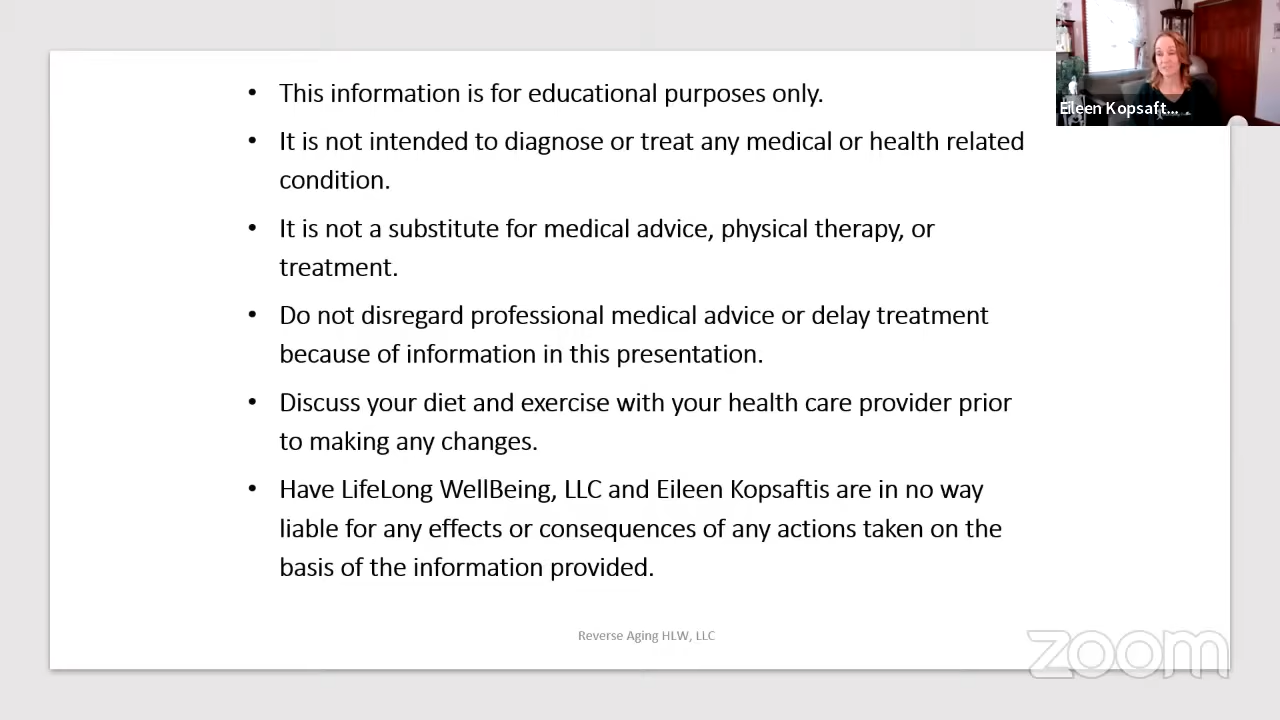 • This information is for educational purposes only.
• It is not intended to diagnose or treat any medical or health related
condition.
• It is not a substitute for medical advice, physical therapy, or
treatment.
• Do not disregard professional medical advice or delay treatment
because of information in this presentation.
• Discuss your diet and exercise with your health care provider prior
to making any changes.
• Have LifeLong WellBeing, LLC and Eileen Kopsaftis are in no way
liable for any effects or consequences of any actions taken on the
basis of the information provided.
Reverse Aging HLW, LLC
Eileen Kopsaft...
zoom